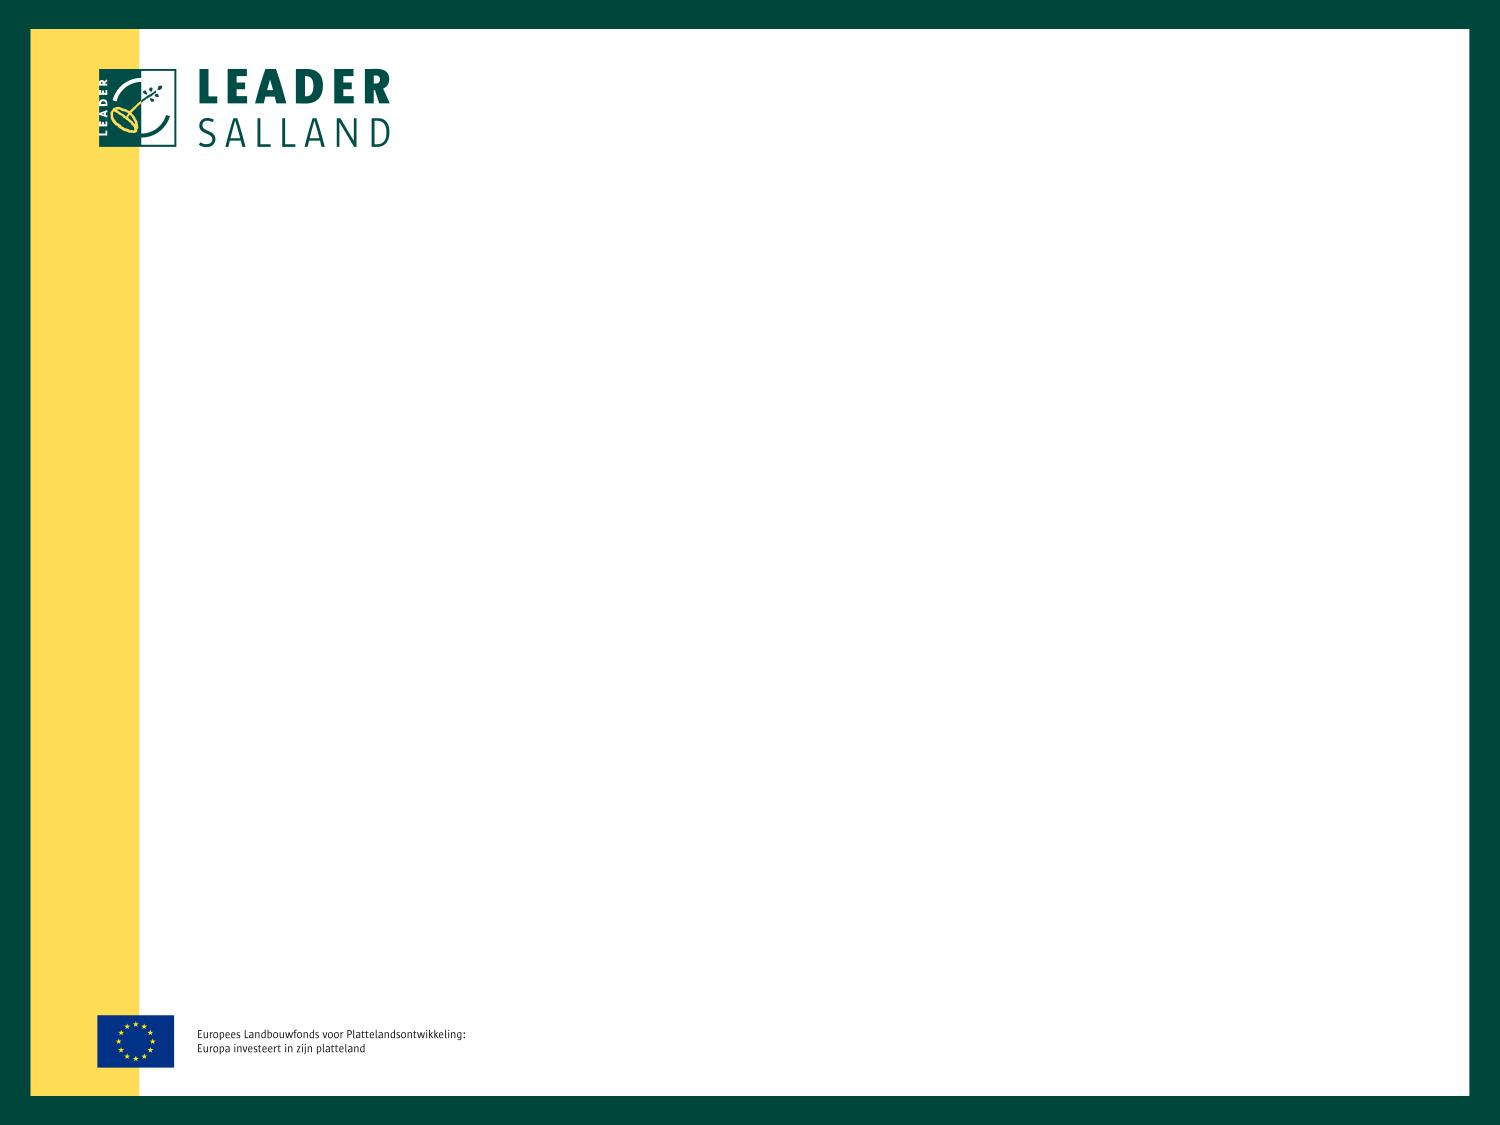 LEADER
LEADER
SALLAND
Europees Landbouwfonds voor Plattelandsontwikkeling:
Europa investeert in zijn platteland